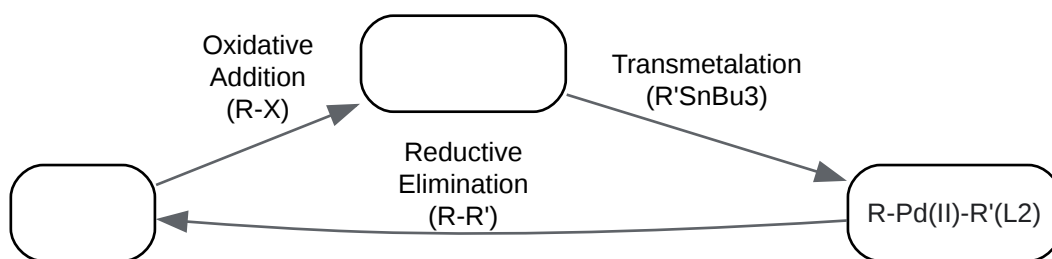 Oxidative
Addition
(R-X)
Transmetalation
(R'SnBu3)
Reductive
Elimination
(R-R')
R-Pd(II)-R'(L2)